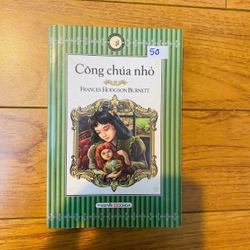 50
Công chúa nhỏ
FRANCES HODGSON BURNETT